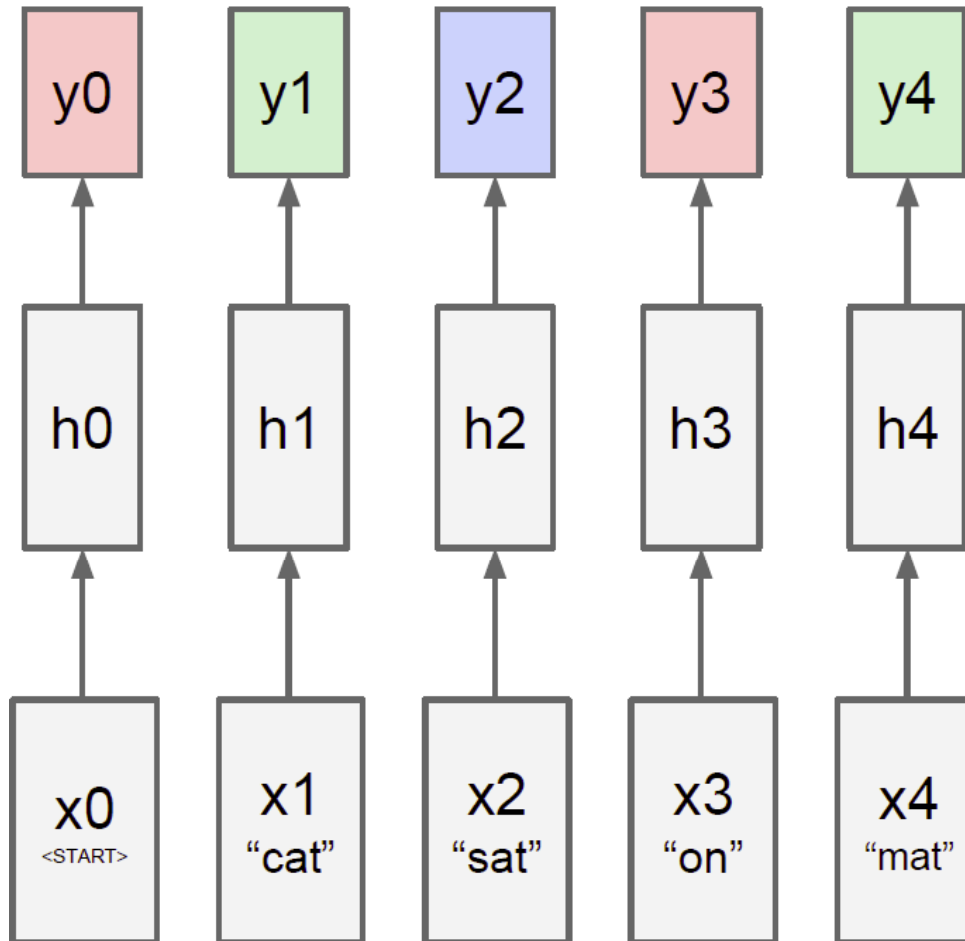 y0 y1 y2 y3 y4
h0 h1 h2 h3 h4
x0 x1 x2 x3 x4
<START> “cat” “sat” “on” “mat”